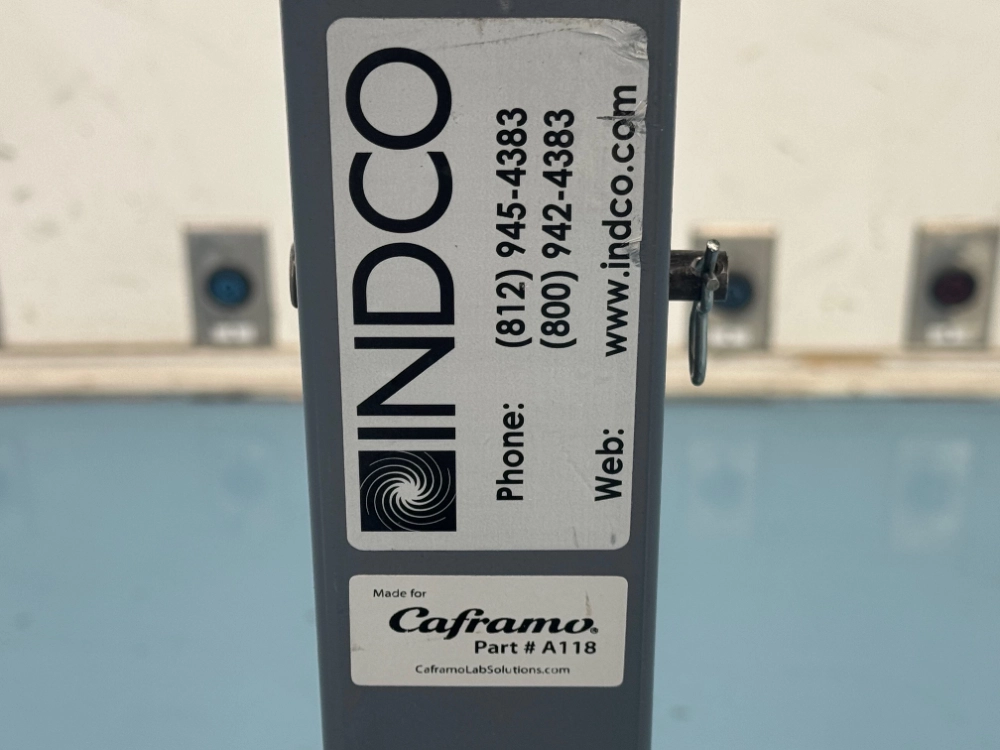 INDCO
Phone: (812) 945-4383
(800) 942-4383
Web: www.indco.com
Made for
Caframo®
Part # A118
CaframoLabSolutions.com